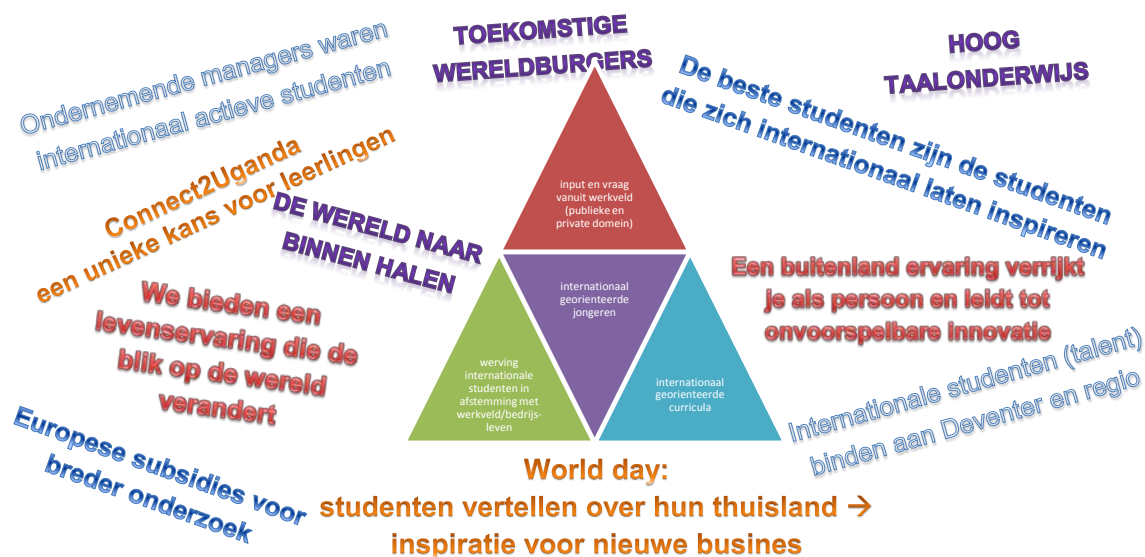 Ondernemende managers waren
internationaal actieve studenten
TOEKOMSTIGE
WERELDBURGERS
HOOG
TAALONDERWIJS
De beste studenten zijn de studenten
die zich internationaal laten inspireren
Connect2Uganda
een unieke kans voor leerlingen
DE WERELD NAAR
BINNEN HALEN
input en vraag
vanuit werkveld
(publieke en
private domein)
internationaal
georienteerde
jongeren
Een buitenland ervaring verrijkt
je als persoon en leidt tot
onvoorspelbare innovatie
We bieden een
levenservaring die de
blik op de wereld
verandert
werving
internationale
studenten in
afstemming met
werkveld/bedrijs-
leven
internationaal
georienteerde
curricula
Internationale studenten (talent)
binden aan Deventer en regio
Europese subsidies voor
breder onderzoek
World day:
studenten vertellen over hun thuisland →
inspiratie voor nieuwe busines